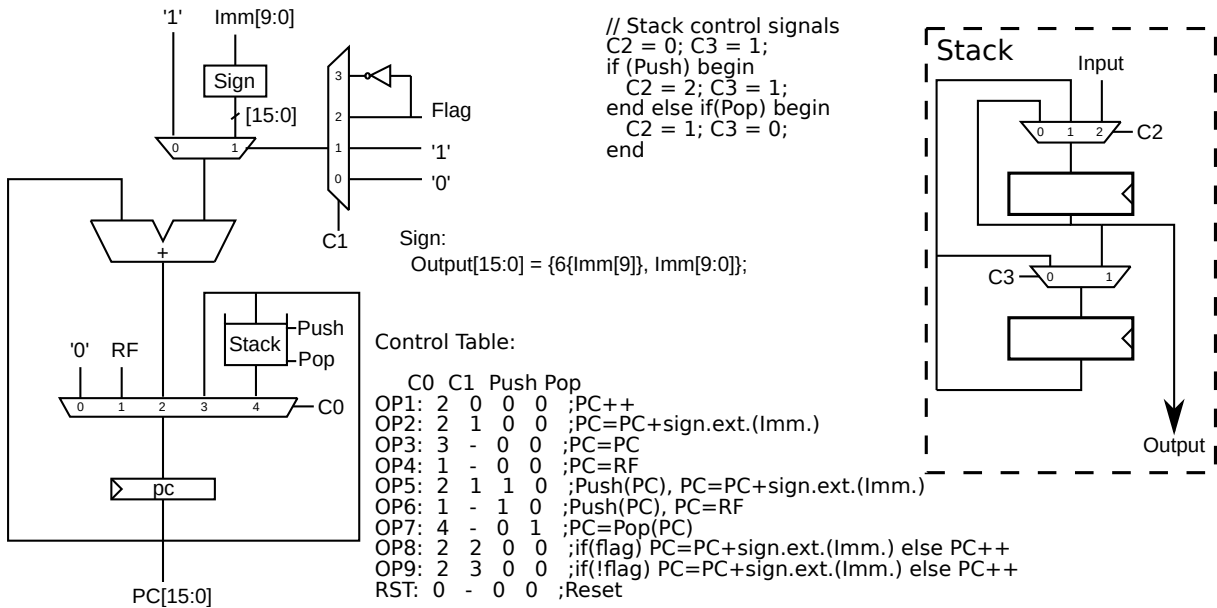 '1' Imm[9:0]
Sign
[15:0]
0 1
3
2
1
0
Flag
'1'
'0'
C1
+
Sign:
Output[15:0] = {6{Imm[9]}, Imm[9:0]};
'0' RF
Stack
Push
Pop
0 1 2 3 4
C0
pc
PC[15:0]
// Stack control signals
C2 = 0; C3 = 1;
if (Push) begin
C2 = 2; C3 = 1;
end else if(Pop) begin
C2 = 1; C3 = 0;
end
Control Table:
C0 C1 Push Pop
OP1: 2 0 0 0 ;PC++
OP2: 2 1 0 0 ;PC=PC+sign.ext.(Imm.)
OP3: 3 - 0 0 ;PC=PC
OP4: 1 - 0 0 ;PC=RF
OP5: 2 1 1 0 ;Push(PC), PC=PC+sign.ext.(Imm.)
OP6: 1 - 1 0 ;Push(PC), PC=RF
OP7: 4 - 0 1 ;PC=Pop(PC)
OP8: 2 2 0 0 ;if(flag) PC=PC+sign.ext.(Imm.) else PC++
OP9: 2 3 0 0 ;if(!flag) PC=PC+sign.ext.(Imm.) else PC++
RST: 0 - 0 0 ;Reset
Stack
Input
0 1 2
C2
C3
0 1
Output